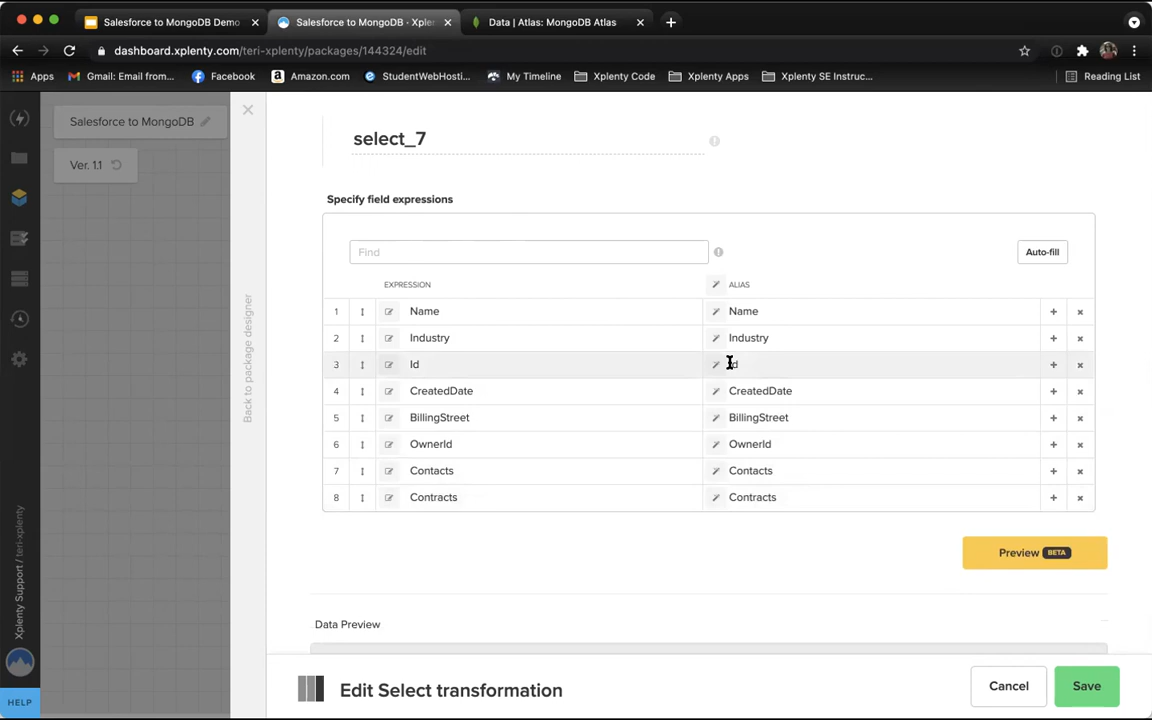 Salesforce to MongoDB Demo
Salesforce to MongoDB · Xplen
Data | Atlas: MongoDB Atlas
dashboard.xplenty.com/teri-xplenty/packages/144324/edit
Apps
Gmail: Email from...
Facebook
Amazon.com
StudentWebHosti...
My Timeline
Xplenty Code
Xplenty Apps
Xplenty SE Instruc...
Reading List
Salesforce to MongoDB
Ver. 1.1
Back to package designer
Xplenty Support / teri-xplenty
HELP
select_7
Specify field expressions
Find
Auto-fill
EXPRESSION ALIAS
1 Name Name
2 Industry Industry
3 Id Id
4 CreatedDate CreatedDate
5 BillingStreet BillingStreet
6 OwnerId OwnerId
7 Contacts Contacts
8 Contracts Contracts
Preview BETA
Data Preview
Edit Select transformation
Cancel
Save